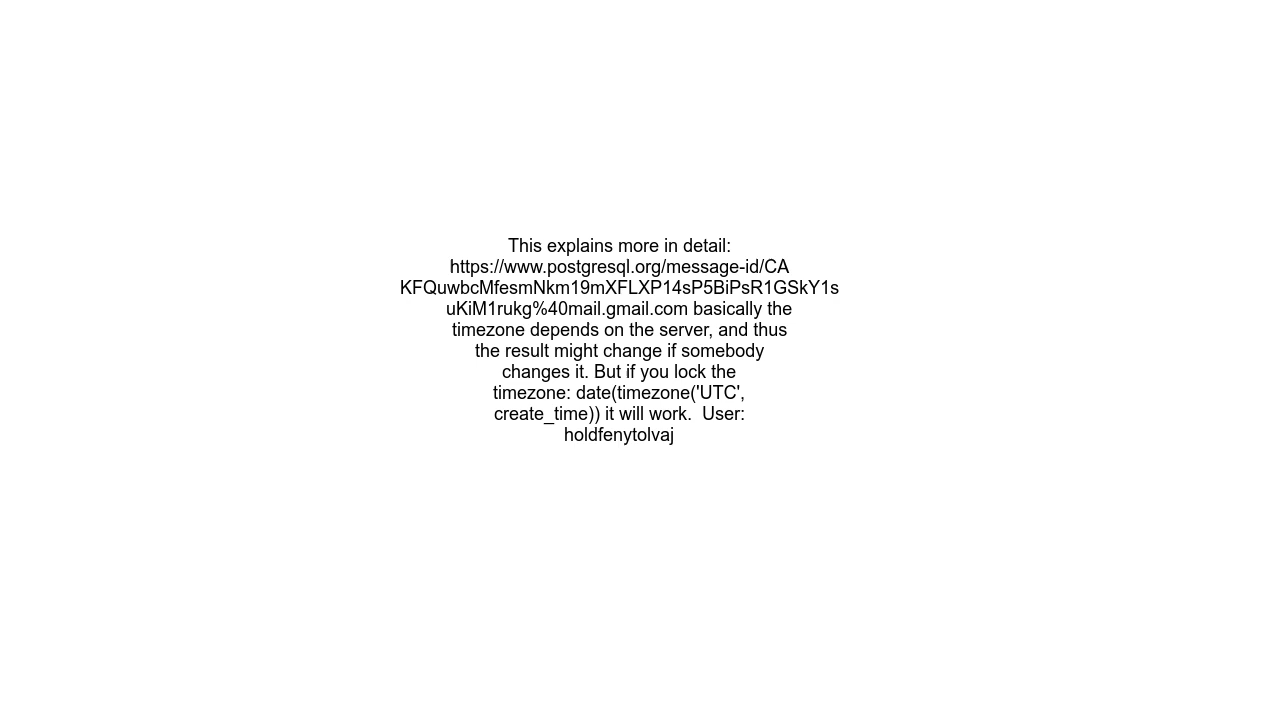 This explains more in detail:
https://www.postgresql.org/message-id/CA
KFQuwbcMfesmNkm19mXFLXP14sP5BiPsR1GSkY1s
uKiM1rukg%40mail.gmail.com basically the
timezone depends on the server, and thus
the result might change if somebody
changes it. But if you lock the
timezone: date(timezone('UTC',
create_time)) it will work.  User:
holdfenytolvaj